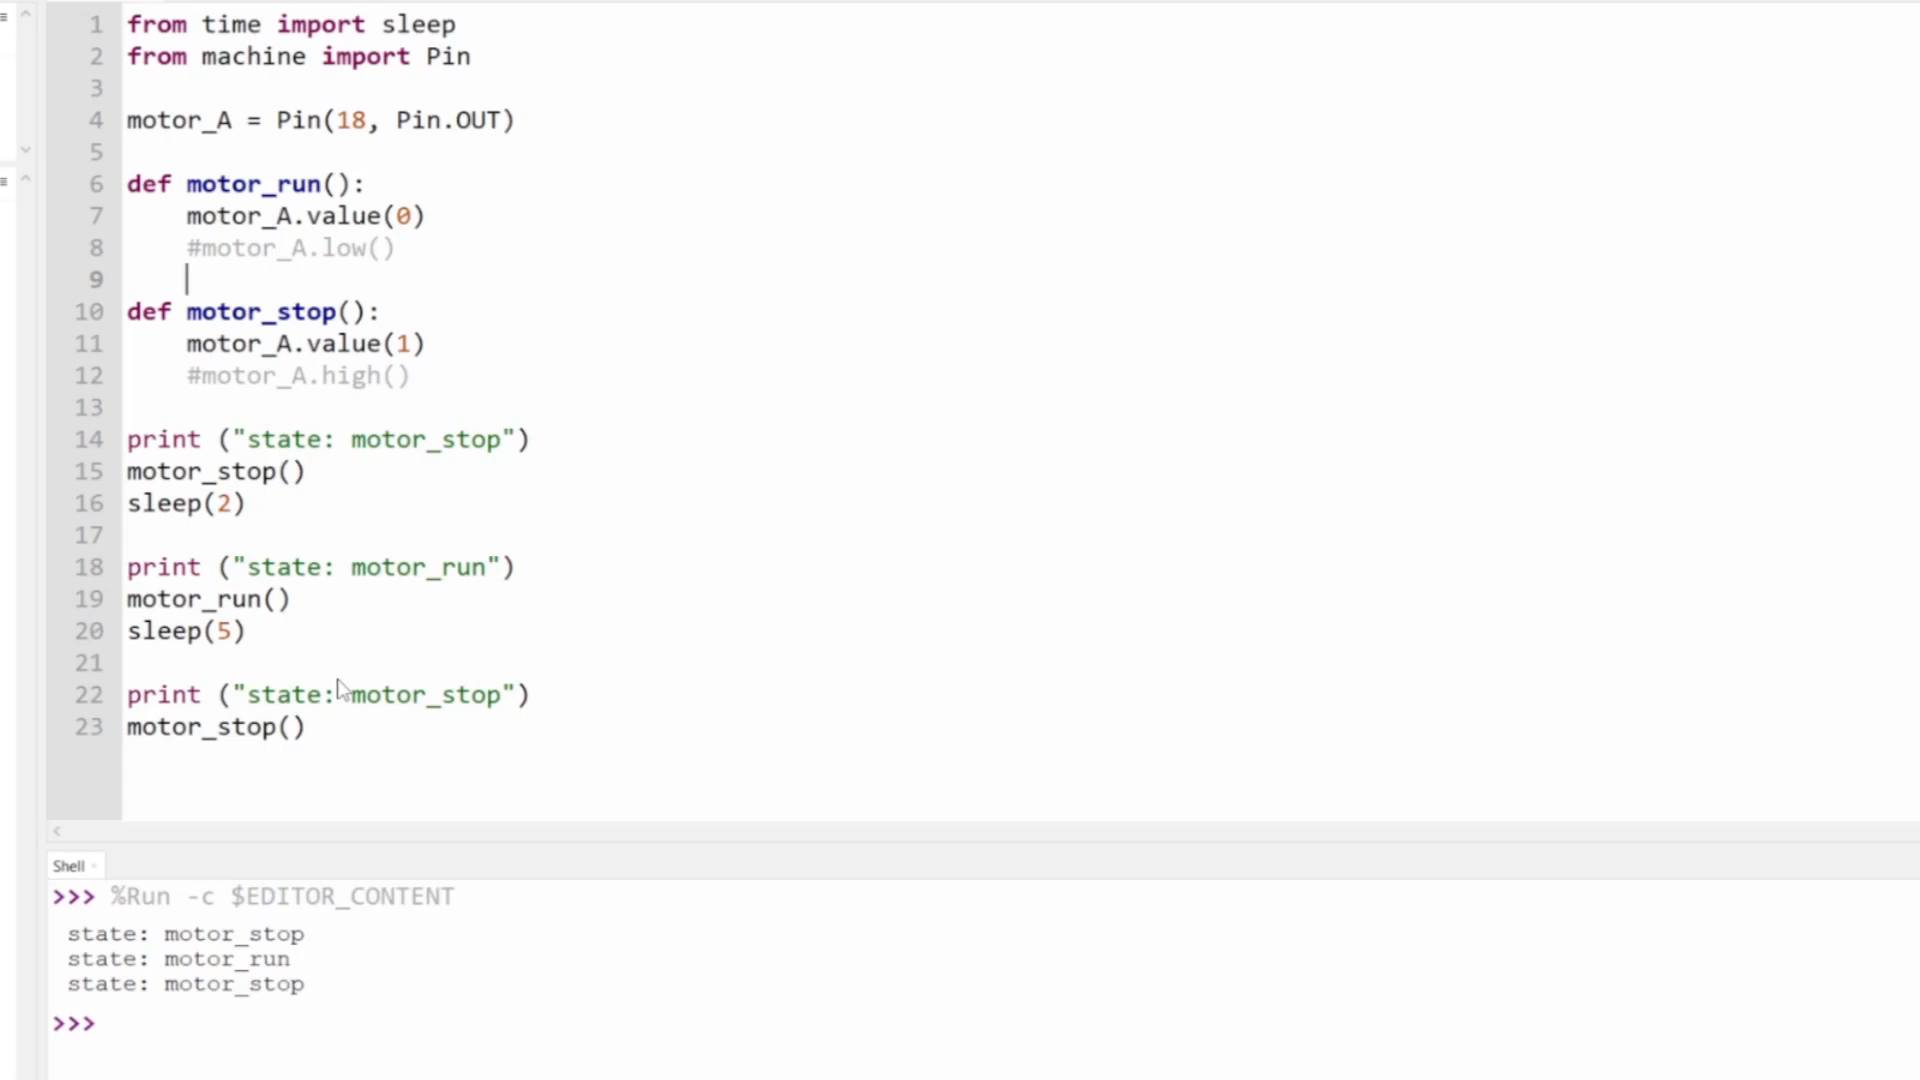 1 from time import sleep
2 from machine import Pin
3
4 motor_A = Pin(18, Pin.OUT)
5
6 def motor_run():
7     motor_A.value(0)
8     #motor_A.low()
9
10 def motor_stop():
11     motor_A.value(1)
12     #motor_A.high()
13
14 print ("state: motor_stop")
15 motor_stop()
16 sleep(2)
17
18 print ("state: motor_run")
19 motor_run()
20 sleep(5)
21
22 print ("state: motor_stop")
23 motor_stop()
Shell
>>> %Run -c $EDITOR_CONTENT
state: motor_stop
state: motor_run
state: motor_stop
>>>